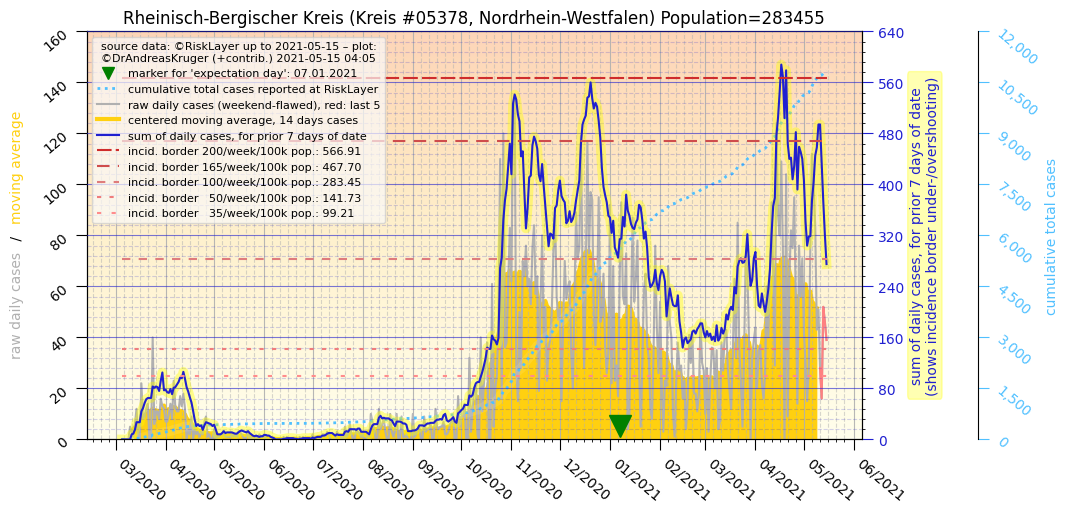 Rheinisch-Bergischer Kreis (Kreis #05378, Nordrhein-Westfalen) Population=283455
source data: ©RiskLayer up to 2021-05-15 – plot:
©DrAndreasKruger (+contrib.) 2021-05-15 04:05
marker for 'expectation day': 07.01.2021
cumulative total cases reported at RiskLayer
raw daily cases (weekend-flawed), red: last 5
centered moving average, 14 days cases
sum of daily cases, for prior 7 days of date
incid. border 200/week/100k pop.: 566.91
incid. border 165/week/100k pop.: 467.70
incid. border 100/week/100k pop.: 283.45
incid. border 50/week/100k pop.: 141.73
incid. border 35/week/100k pop.: 99.21
raw daily cases / moving average
160
140
120
100
80
60
40
20
0
03/2020
04/2020
05/2020
06/2020
07/2020
08/2020
09/2020
10/2020
11/2020
12/2020
01/2021
02/2021
03/2021
04/2021
05/2021
06/2021
640
560
480
400
320
240
160
80
0
sum of daily cases, for prior 7 days of date
(shows incidence border under-/overshooting)
12,000
10,500
9,000
7,500
6,000
4,500
3,000
1,500
0
cumulative total cases